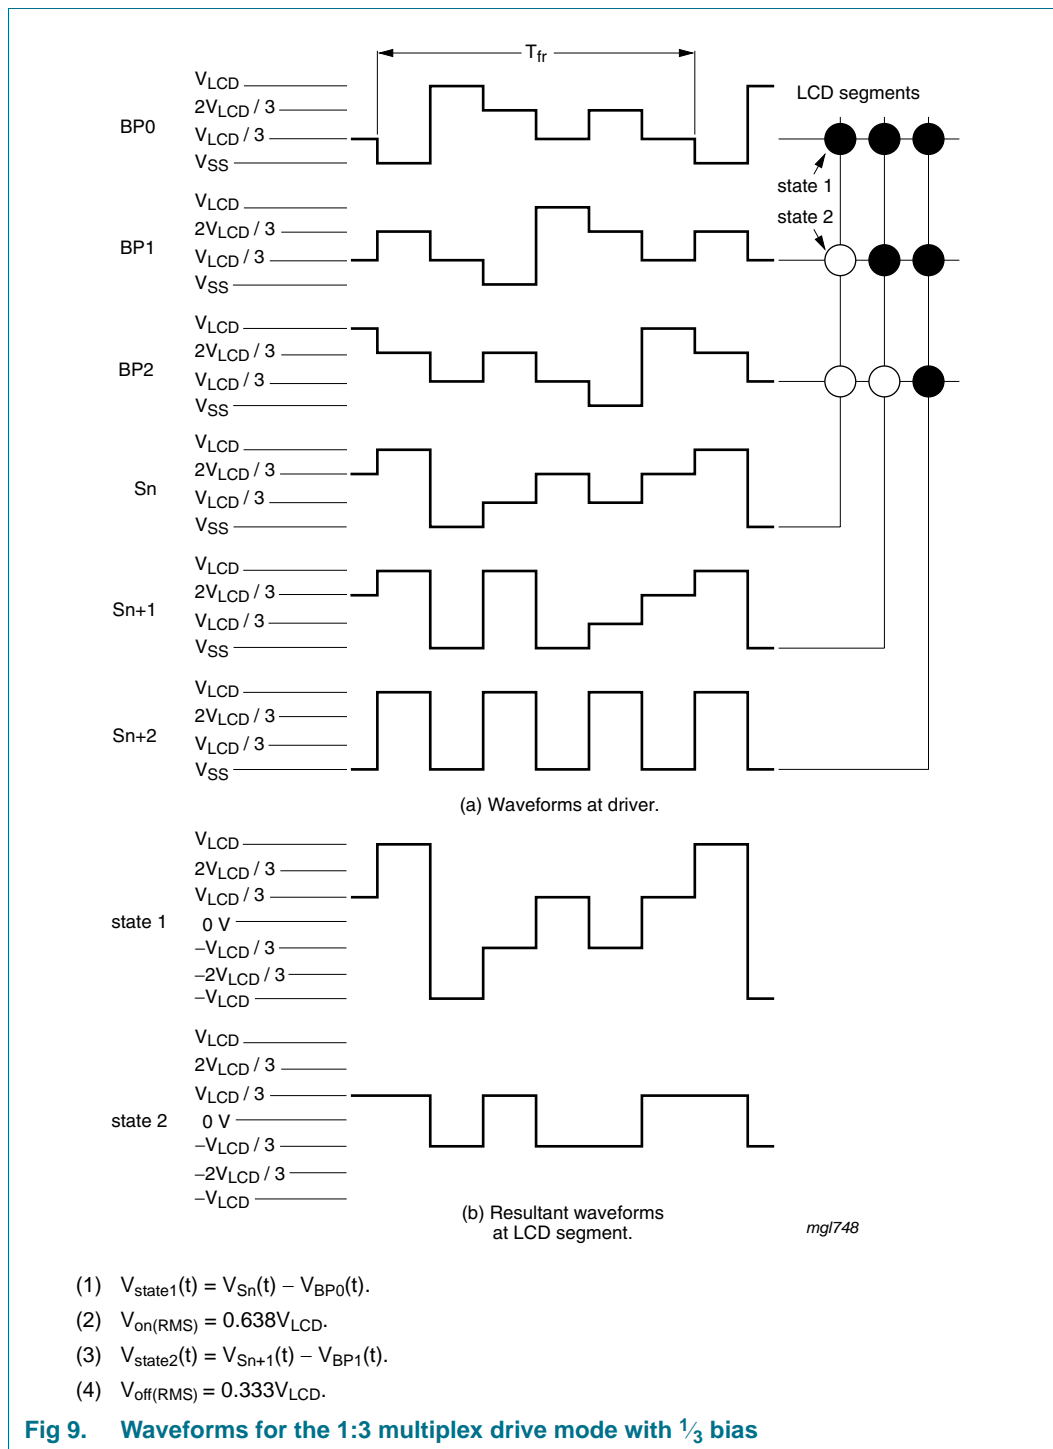 Tfr
VLCD
2VLCD / 3
BP0
VLCD / 3
VSS
LCD segments
state 1
VLCD
2VLCD / 3
BP1
VLCD / 3
VSS
state 2
VLCD
2VLCD / 3
BP2
VLCD / 3
VSS
VLCD
2VLCD / 3
Sn
VLCD / 3
VSS
VLCD
2VLCD / 3
Sn+1
VLCD / 3
VSS
VLCD
2VLCD / 3
Sn+2
VLCD / 3
VSS
(a) Waveforms at driver.
VLCD
2VLCD / 3
VLCD / 3
state 1
0 V
−VLCD / 3
−2VLCD / 3
−VLCD
VLCD
2VLCD / 3
VLCD / 3
state 2
0 V
−VLCD / 3
−2VLCD / 3
−VLCD
(b) Resultant waveforms
at LCD segment.
mgl748
(1) Vstate1(t) = VSn(t) − VBP0(t).
(2) Von(RMS) = 0.638VLCD.
(3) Vstate2(t) = VSn+1(t) − VBP1(t).
(4) Voff(RMS) = 0.333VLCD.
Fig 9. Waveforms for the 1:3 multiplex drive mode with 1⁄3 bias